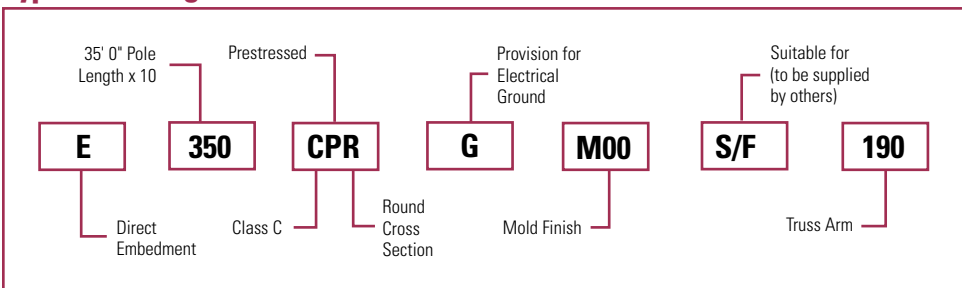 35' 0" Pole
Length x 10
Prestressed
Provision for
Electrical
Ground
Suitable for
(to be supplied
by others)
E
350
CPR
G
M00
S/F
190
Direct
Embedment
Class C
Round
Cross
Section
Mold Finish
Truss Arm